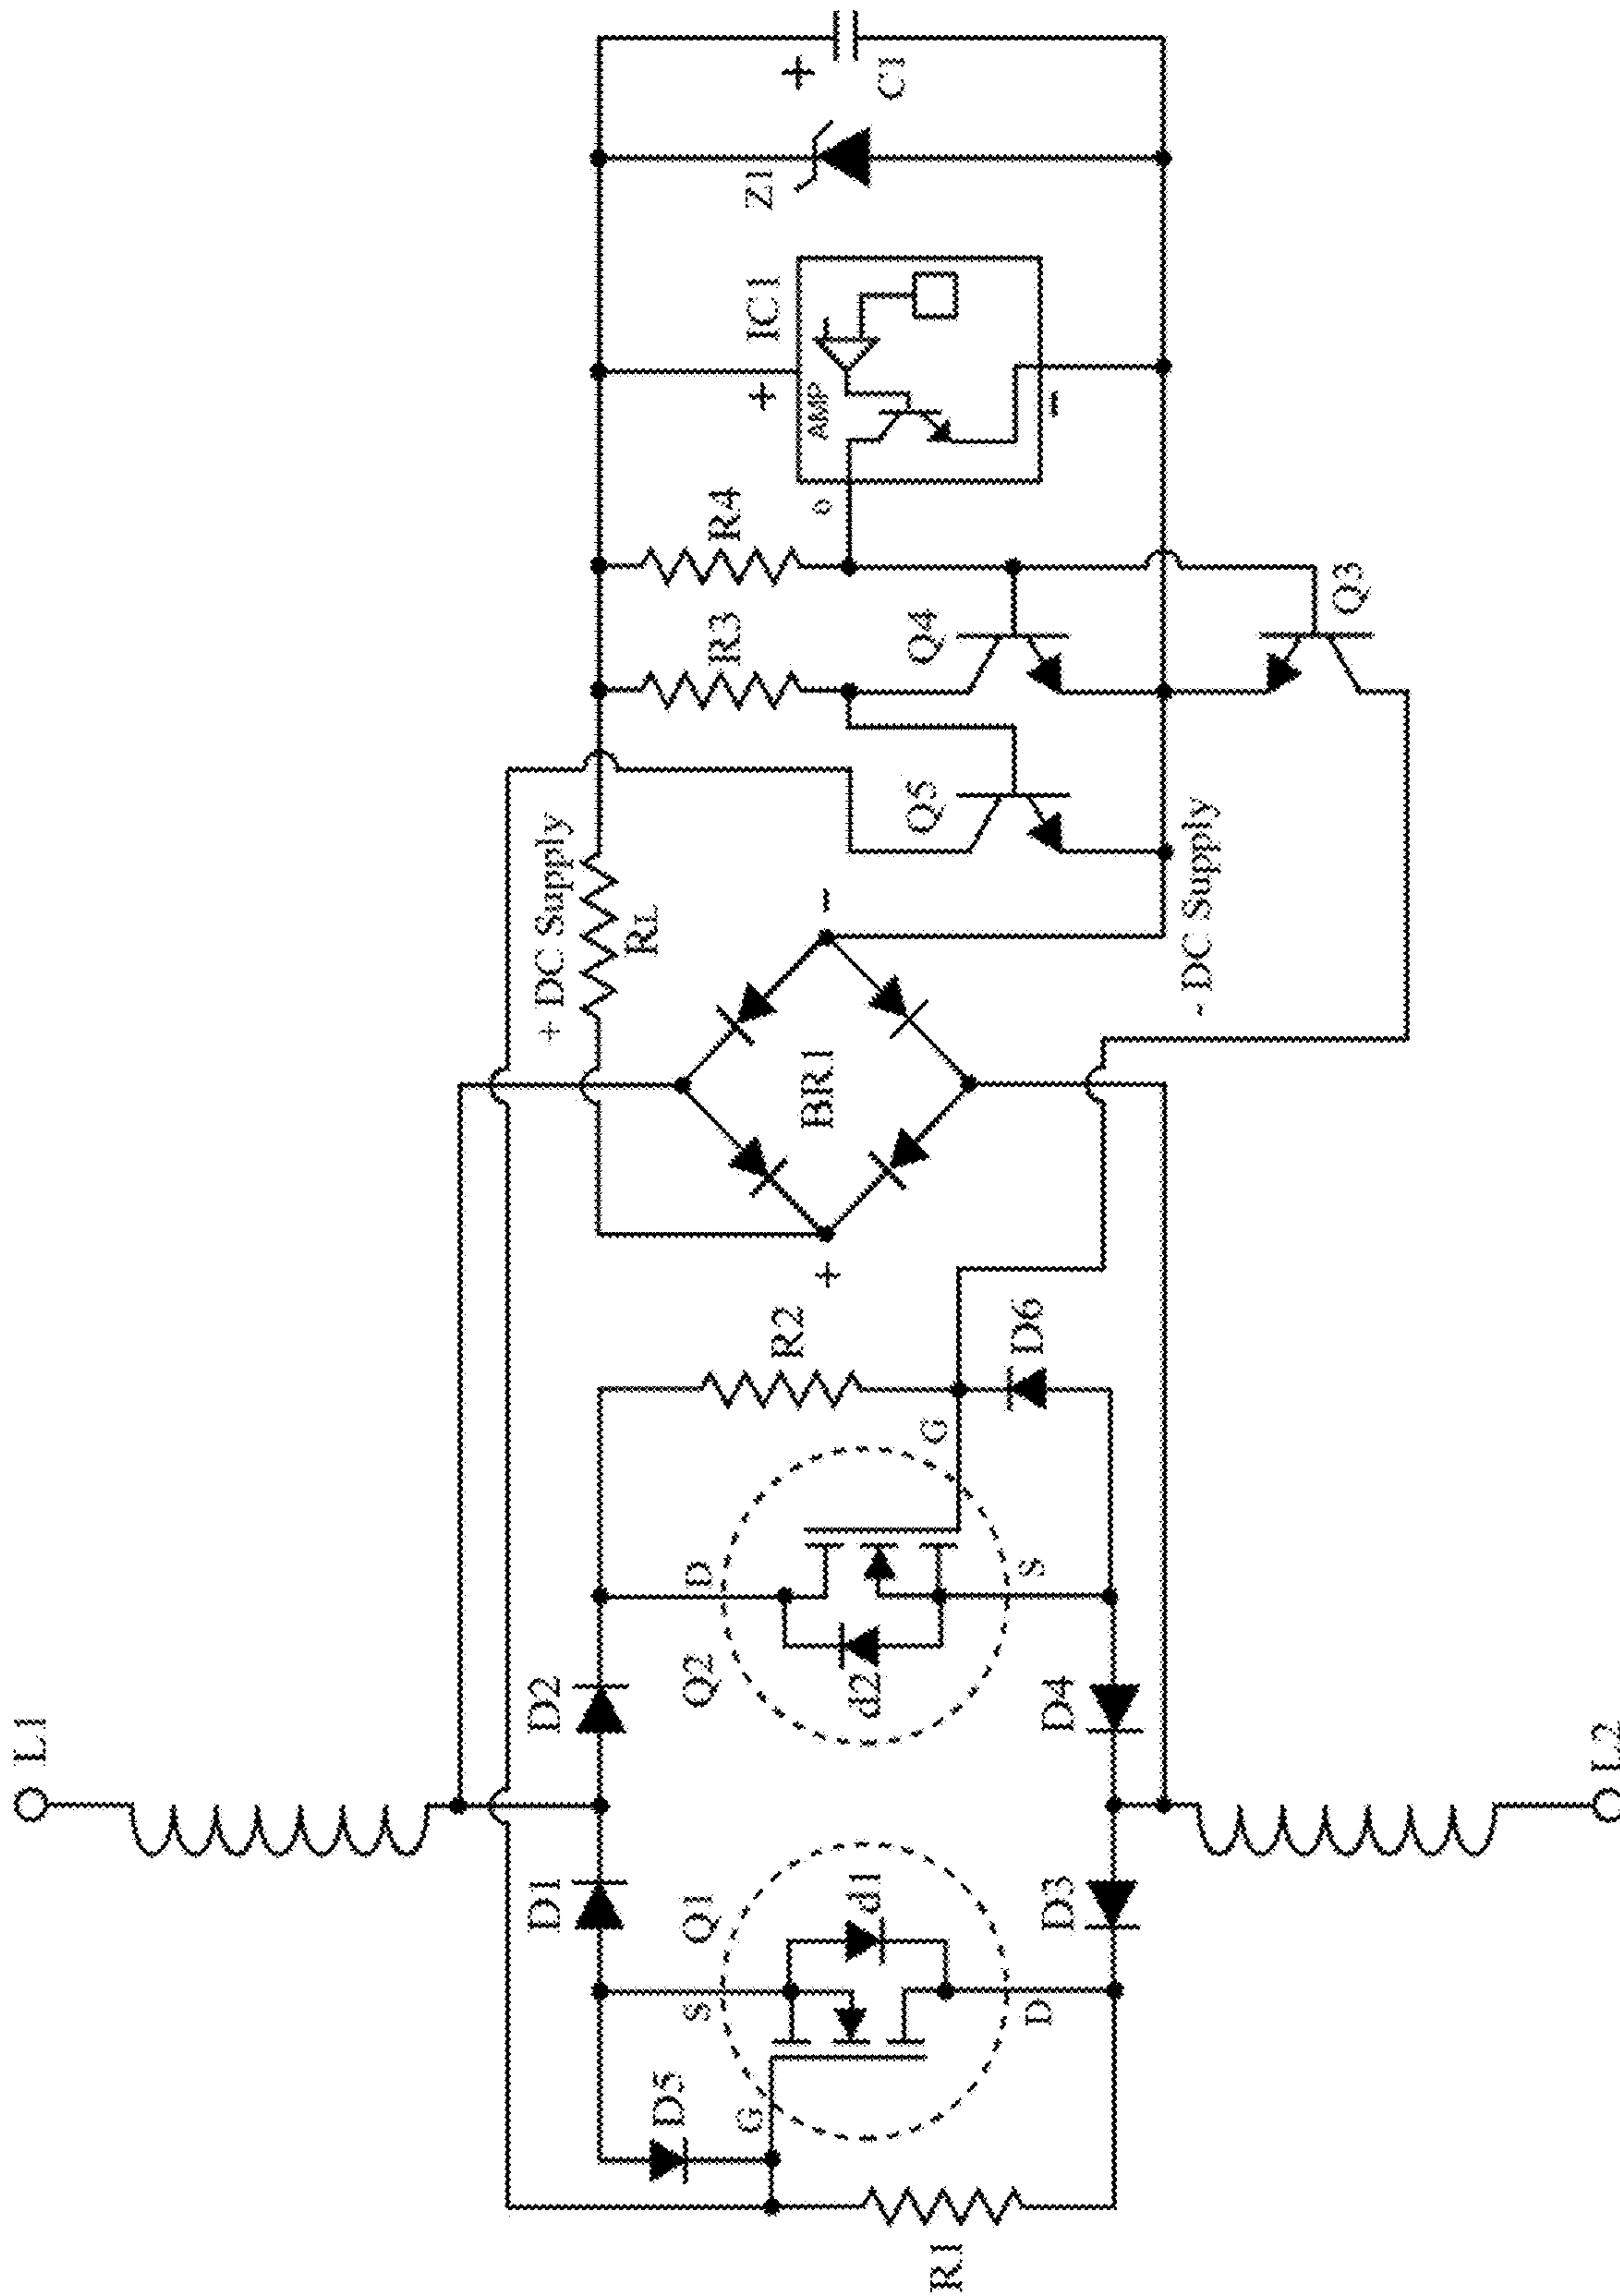 L1
D1
D2
+ DC Supply
RL
R3
R4
IC1
+
Z1
+
C1
D5
S
Q1
G
d1
Q2
D
d2
R2
G
+
BR1
-
Q5
Q4
o
AMP
-
R1
D
D3
D4
S
D6
- DC Supply
Q3
L2